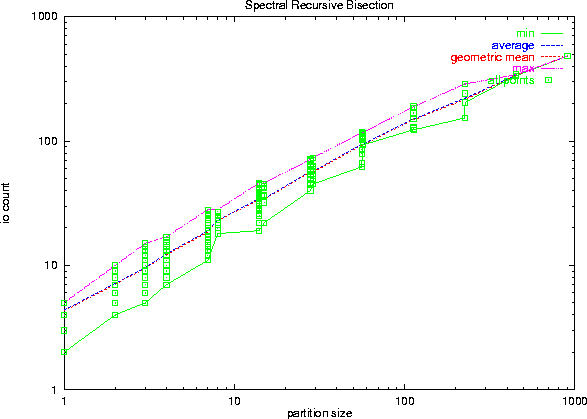 Spectral Recursive Bisection
1000
min
average
geometric mean
max
all points
100
io count
10
1
1
10
100
1000
partition size